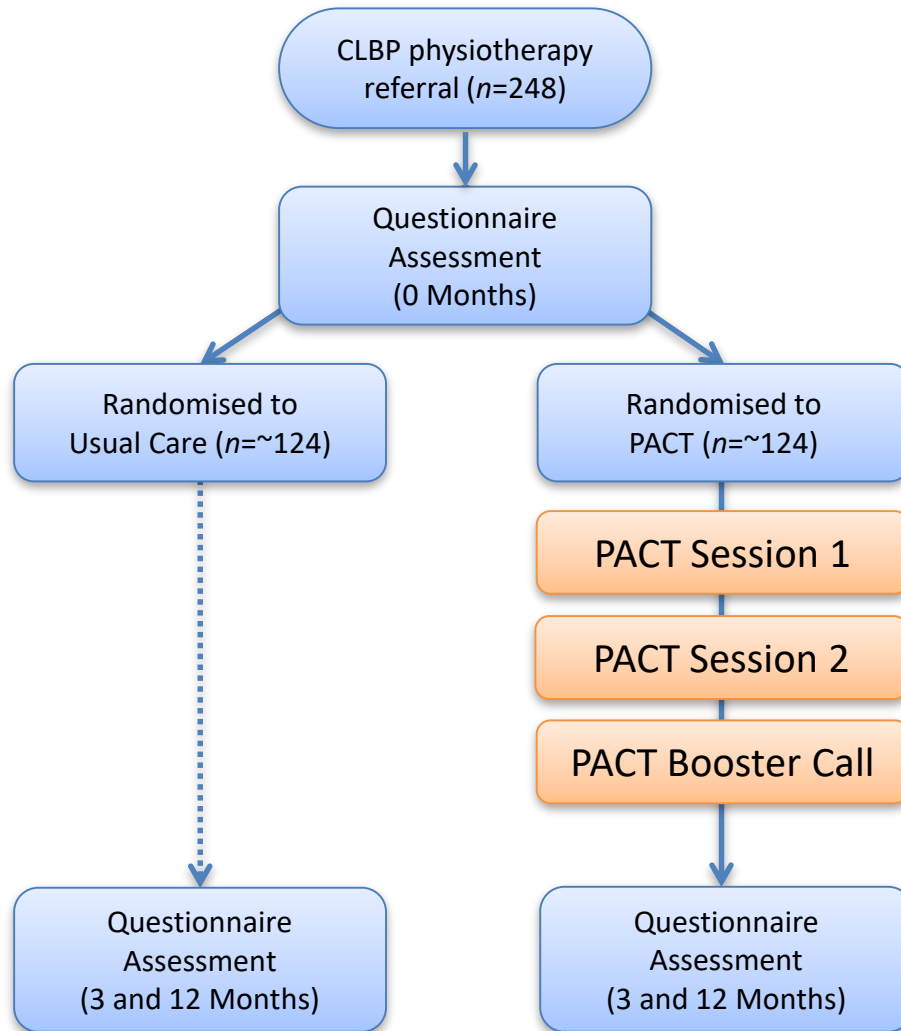 CLBP physiotherapy
referral (n=248)
Questionnaire
Assessment
(0 Months)
Randomised to
Usual Care (n=~124)
Randomised to
PACT (n=~124)
PACT Session 1
PACT Session 2
PACT Booster Call
Questionnaire
Assessment
(3 and 12 Months)
Questionnaire
Assessment
(3 and 12 Months)